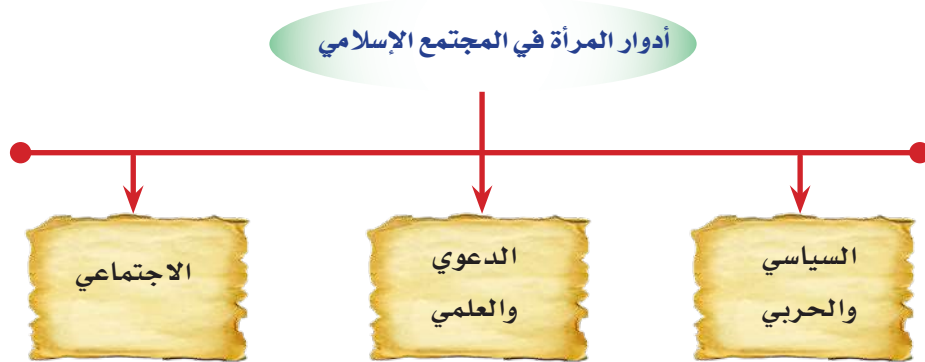 أدوار المرأة في المجتمع الإسلامي
السياسي
والحربي
الدعوي
والعلمي
الاجتماعي